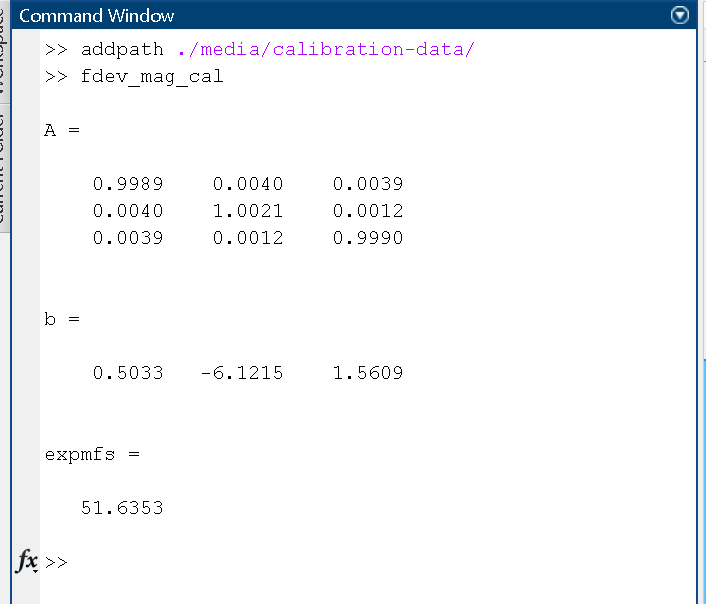 Command Window
>> addpath ./media/calibration-data/
>> fdev_mag_cal
A =
0.9989 0.0040 0.0039
0.0040 1.0021 0.0012
0.0039 0.0012 0.9990
b =
0.5033 -6.1215 1.5609
expmfs =
51.6353
fx >>